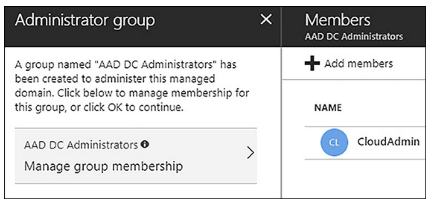 Administrator group
A group named "AAD DC Administrators" has
been created to administer this managed
domain. Click below to manage membership for
this group, or click OK to continue.
AAD DC Administrators
Manage group membership
Members
AAD DC Administrators
Add members
NAME
CL CloudAdmin